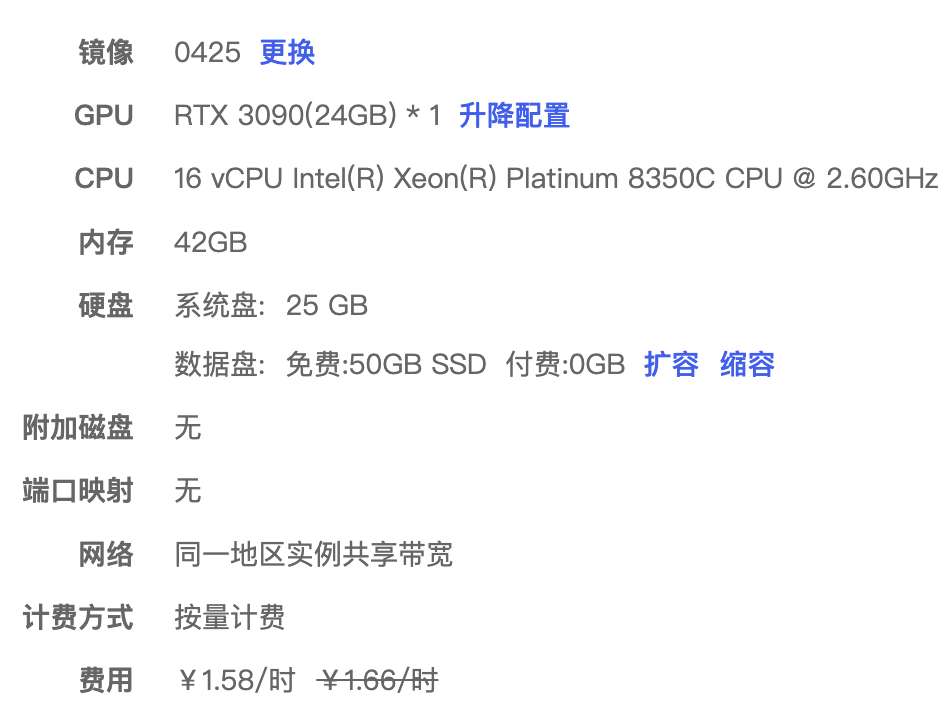 镜像 0425 更换
GPU RTX 3090(24GB) * 1 升降配置
CPU 16 vCPU Intel(R) Xeon(R) Platinum 8350C CPU @ 2.60GHz
内存 42GB
硬盘 系统盘: 25 GB
数据盘: 免费:50GB SSD 付费:0GB 扩容 缩容
附加磁盘 无
端口映射 无
网络 同一地区实例共享带宽
计费方式 按量计费
费用 ￥1.58/时 ￥1.66/时